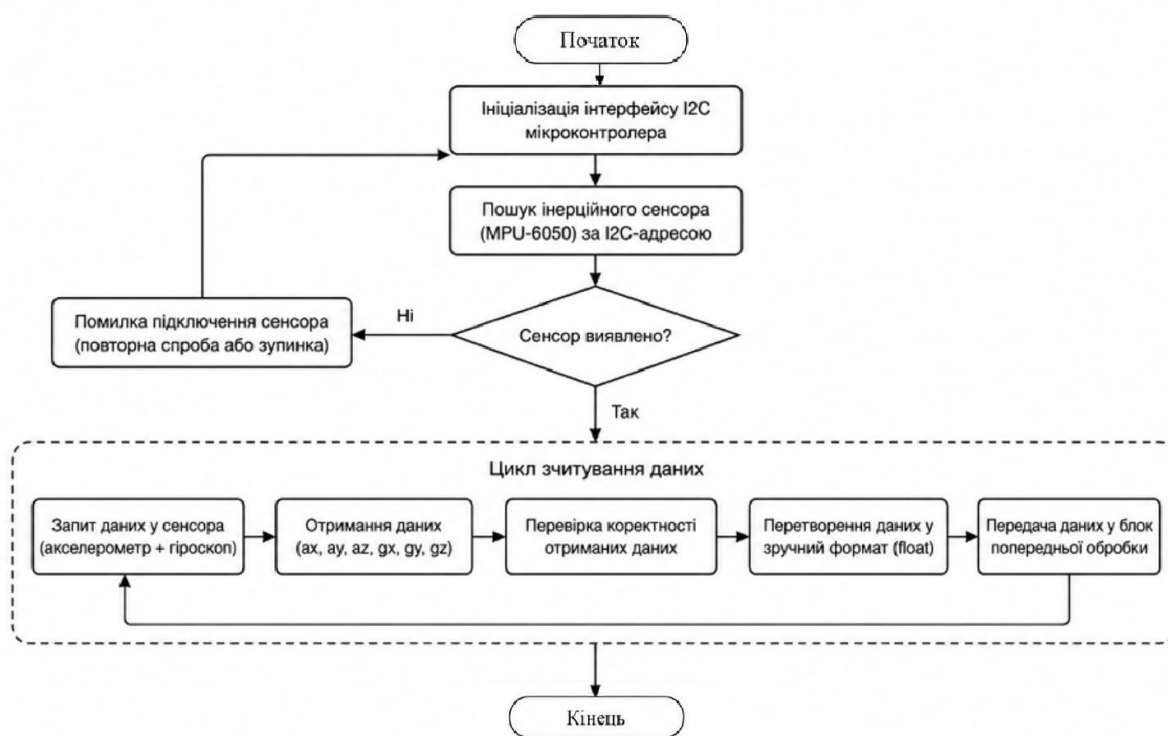 Початок
Ініціалізація інтерфейсу I2C
мікроконтролера
Пошук інерційного сенсора
(MPU-6050) за I2C-адресою
Сенсор виявлено?
Ні
Помилка підключення сенсора
(повторна спроба або зупинка)
Так
Цикл зчитування даних
Запит даних у сенсора
(акселерометр + гіроскоп)
Отримання даних
(ax, ay, az, gx, gy, gz)
Перевірка коректності
отриманих даних
Перетворення даних у
зручний формат (float)
Передача даних у блок
попередньої обробки
Кінець